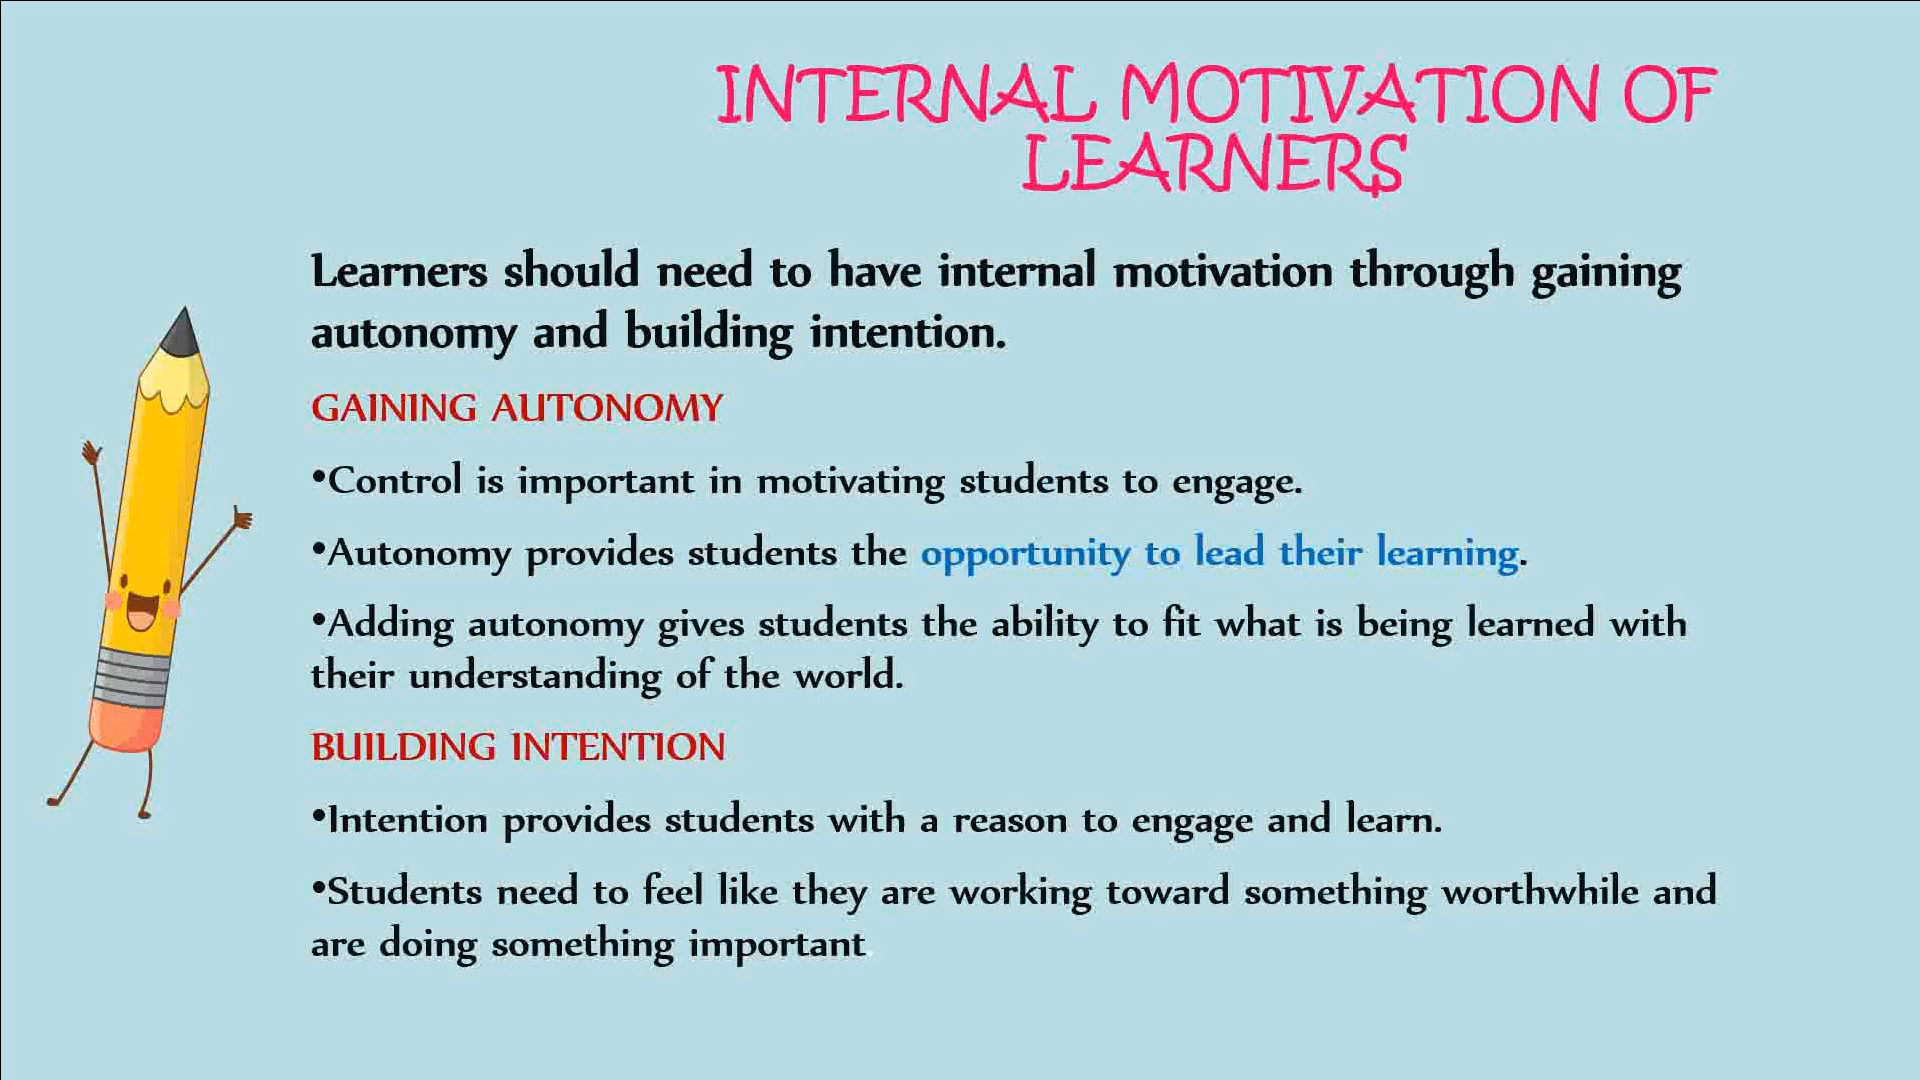 INTERNAL MOTIVATION OF
LEARNERS
Learners should need to have internal motivation through gaining
autonomy and building intention.
GAINING AUTONOMY
•Control is important in motivating students to engage.
•Autonomy provides students the opportunity to lead their learning.
•Adding autonomy gives students the ability to fit what is being learned with
their understanding of the world.
BUILDING INTENTION
•Intention provides students with a reason to engage and learn.
•Students need to feel like they are working toward something worthwhile and
are doing something important.